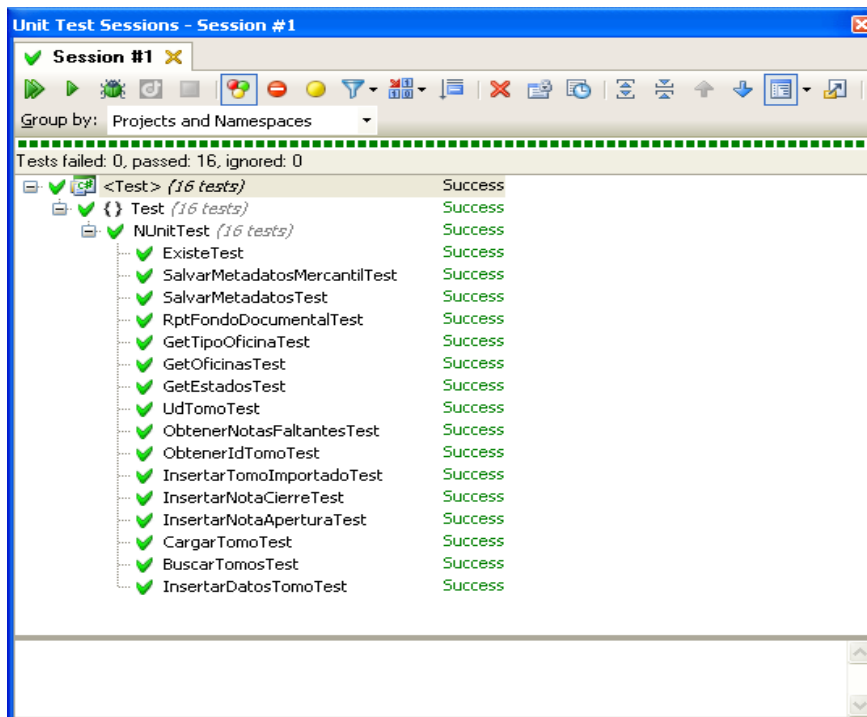 Unit Test Sessions - Session #1
Session #1
Group by: Projects and Namespaces
Tests failed: 0, passed: 16, ignored: 0
<Test> (16 tests) Success
{} Test (16 tests) Success
NUnitTest (16 tests) Success
ExisteTest Success
SalvarMetadatosMercantilTest Success
SalvarMetadatosTest Success
RptFondoDocumentalTest Success
GetTipoOficinaTest Success
GetOficinasTest Success
GetEstadosTest Success
UdTomoTest Success
ObtenerNotasFaltantesTest Success
ObtenerIdTomoTest Success
InsertarTomoImportadoTest Success
InsertarNotaCierreTest Success
InsertarNotaAperturaTest Success
CargarTomoTest Success
BuscarTomosTest Success
InsertarDatosTomoTest Success